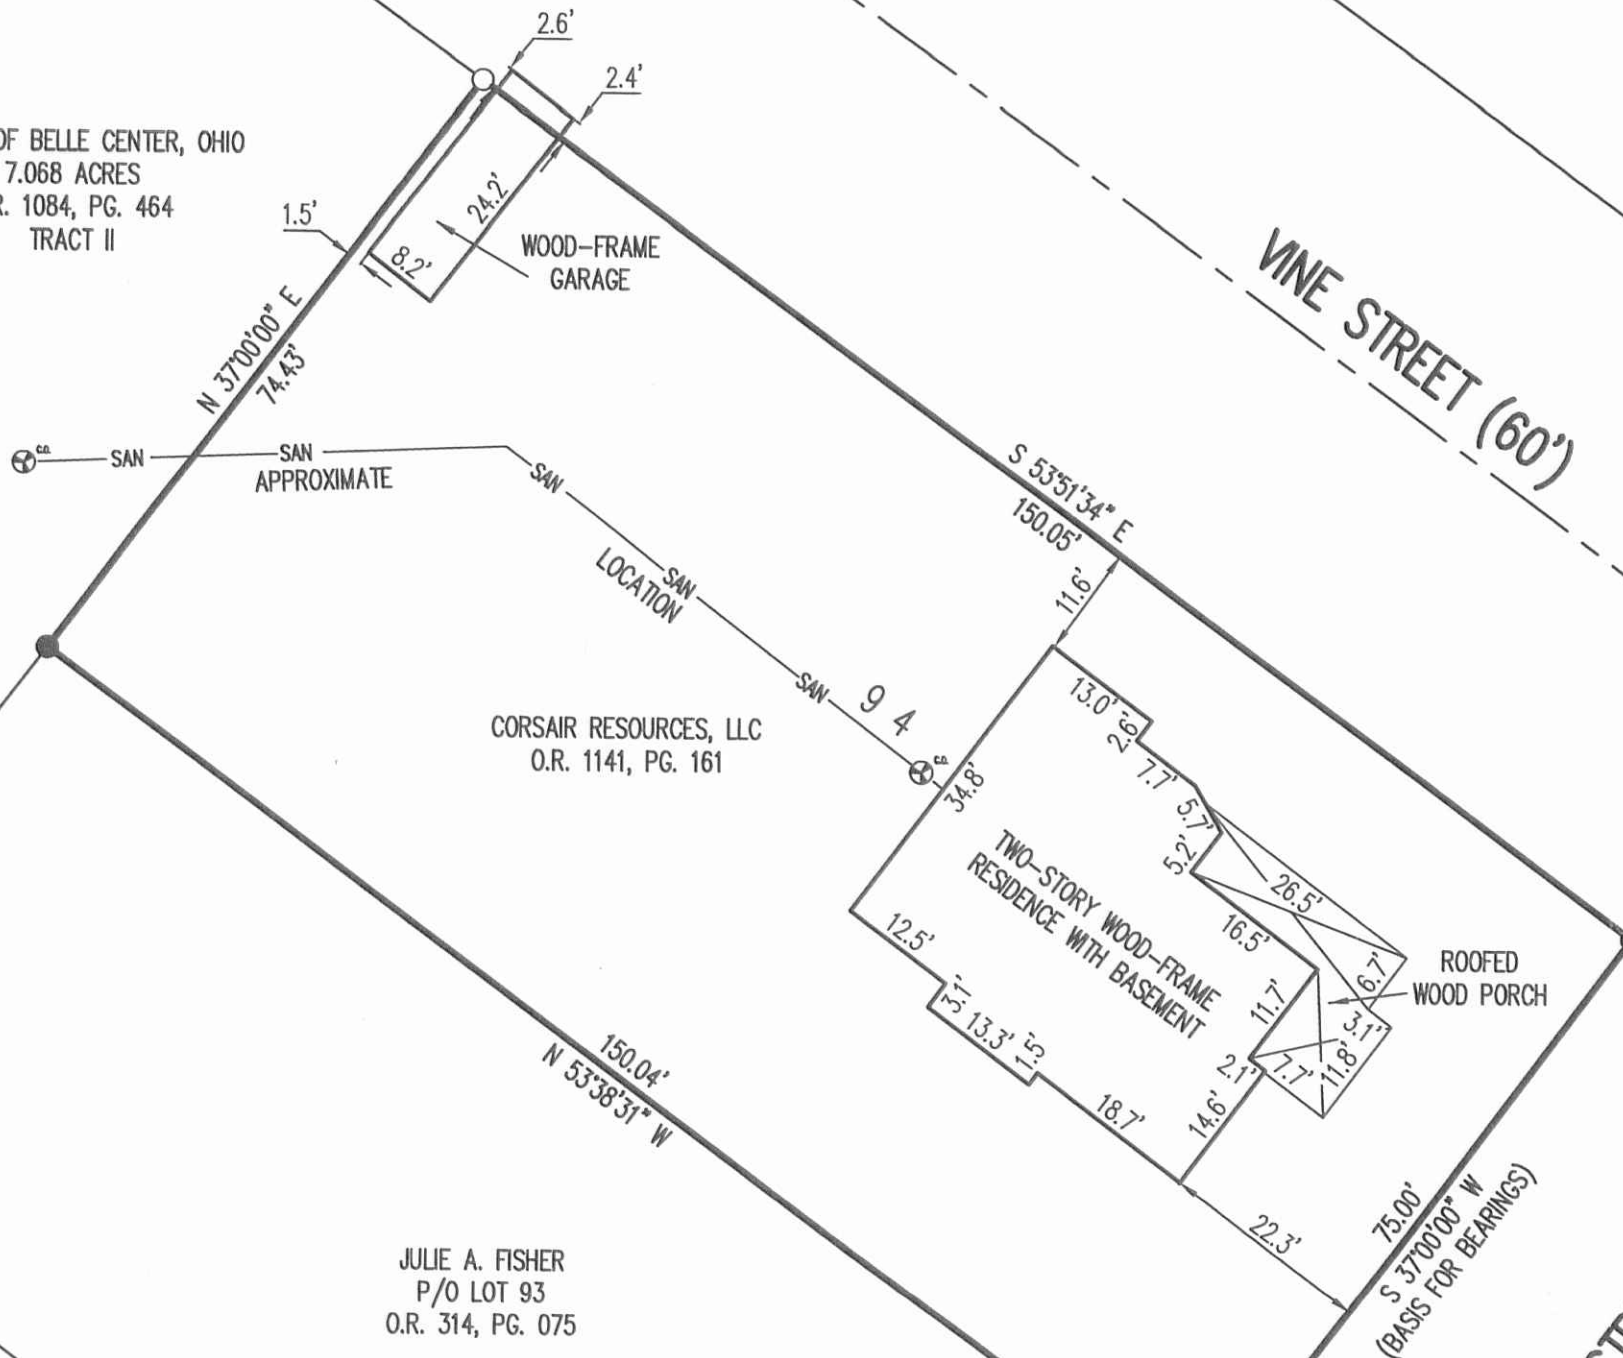 2.6'
2.4'
OF BELLE CENTER, OHIO
7.068 ACRES
R. 1084, PG. 464
TRACT II
1.5'
24.2'
8.2'
WOOD-FRAME
GARAGE
VINE STREET (60')
N 37°00'00" E
74.43'
C.O.
SAN
SAN
APPROXIMATE
SAN
LOCATION
SAN
SAN
S 53°51'34" E
150.05'
11.6'
94
C.O.
CORSAIR RESOURCES, LLC
O.R. 1141, PG. 161
34.8'
13.0'
2.6'
7.7'
5.7'
5.2'
26.5'
16.5'
TWO-STORY WOOD-FRAME
RESIDENCE WITH BASEMENT
12.5'
3.1'
13.3'
1.5'
18.7'
11.7'
6.7'
ROOFED
WOOD PORCH
3.1'
11.8'
7.7'
2.1'
14.6'
22.3'
150.04'
N 53°38'31" W
75.00'
S 37°00'00" W
(BASIS FOR BEARINGS)
JULIE A. FISHER
P/O LOT 93
O.R. 314, PG. 075